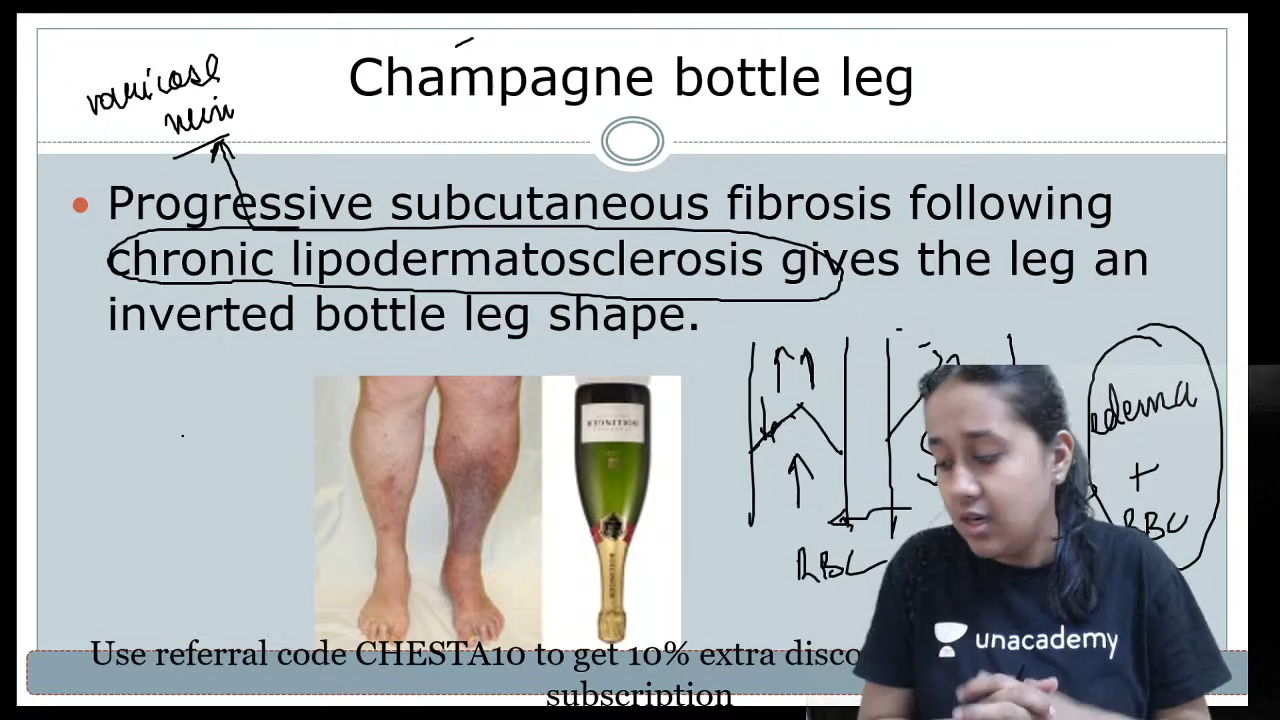 Champagne bottle leg
varicose
vein
• Progressive subcutaneous fibrosis following
chronic lipodermatosclerosis gives the leg an
inverted bottle leg shape.
edema
+
RBC
RBC
BOLLINGER
Use referral code CHESTA10 to get 10% extra disco
subscription
unacademy